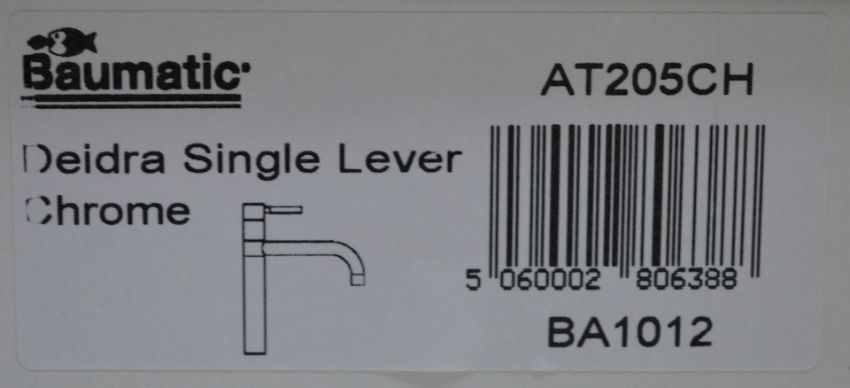 Baumatic
Deidra Single Lever
Chrome
AT205CH
5 060002 806388
BA1012